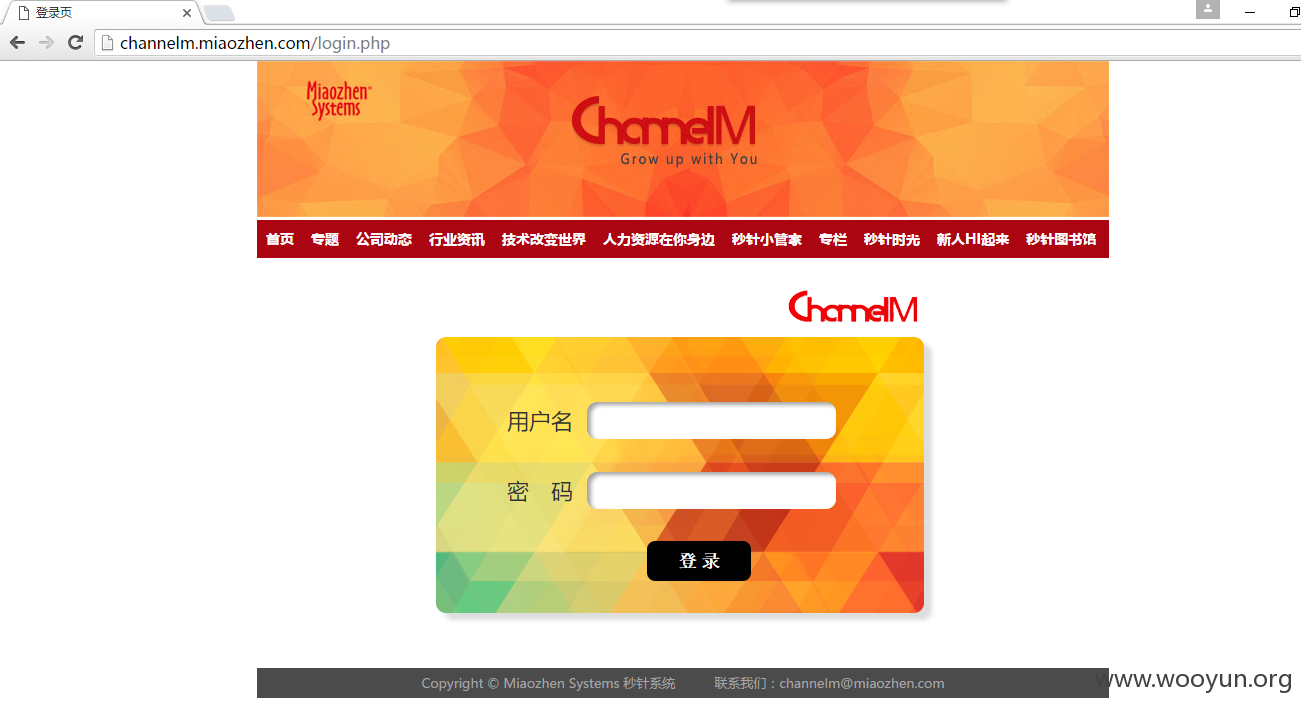 登录页
channelm.miaozhen.com/login.php
Miaozhen
Systems
ChannelM
Grow up with You
首页 专题 公司动态 行业资讯 技术改变世界 人力资源在你身边 秒针小管家 专栏 秒针时光 新人HI起来 秒针图书馆
ChannelM
用户名
密 码
登 录
Copyright © Miaozhen Systems 秒针系统 联系我们：channelm@miaozhen.com
www.wooyun.org